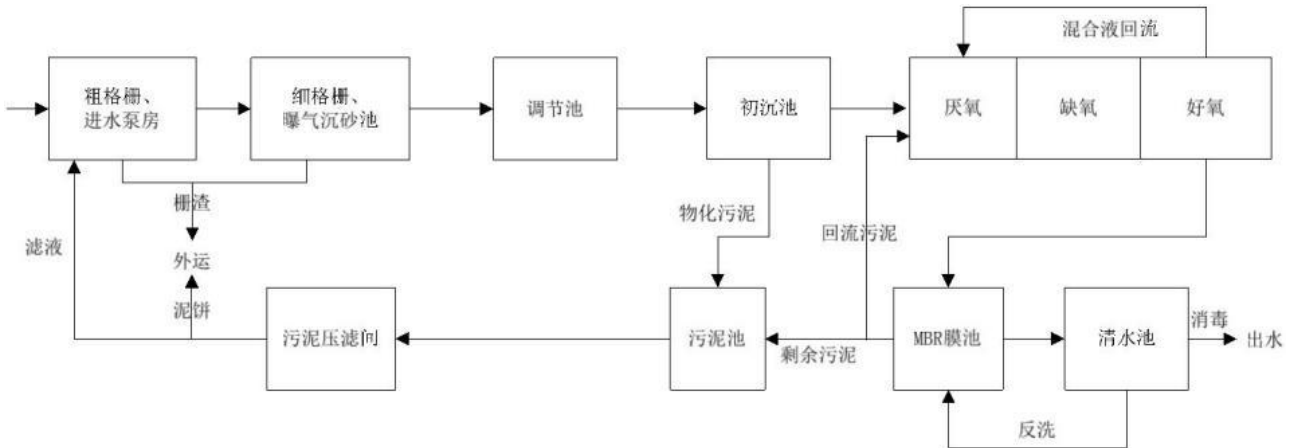 混合液回流
粗格栅、
进水泵房
细格栅、
曝气沉砂池
调节池
初沉池
厌氧
缺氧
好氧
栅渣
物化污泥
回流污泥
滤液
外运
泥饼
污泥压滤间
污泥池
剩余污泥
MBR膜池
清水池
消毒
出水
反洗